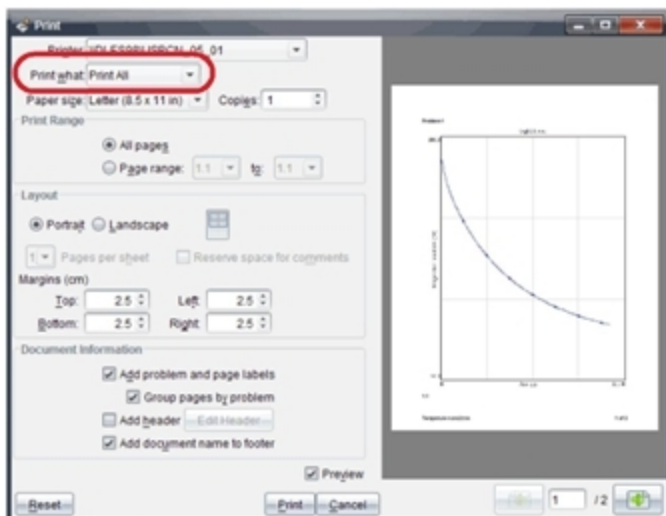 Print
Printer:
Print what: Print All
Paper size: Letter (8.5 x 11 in) Copies: 1
Print Range
All pages
Page range: 1.1 to: 1.1
Layout
Portrait Landscape
1 Pages per sheet Reserve space for comments
Margins (cm)
Top: 2.5 Left: 2.5
Bottom: 2.5 Right: 2.5
Document Information
Add problem and page labels
Group pages by problem
Add header Edit Header
Add document name to footer
Preview
Reset Print Cancel
1 /2